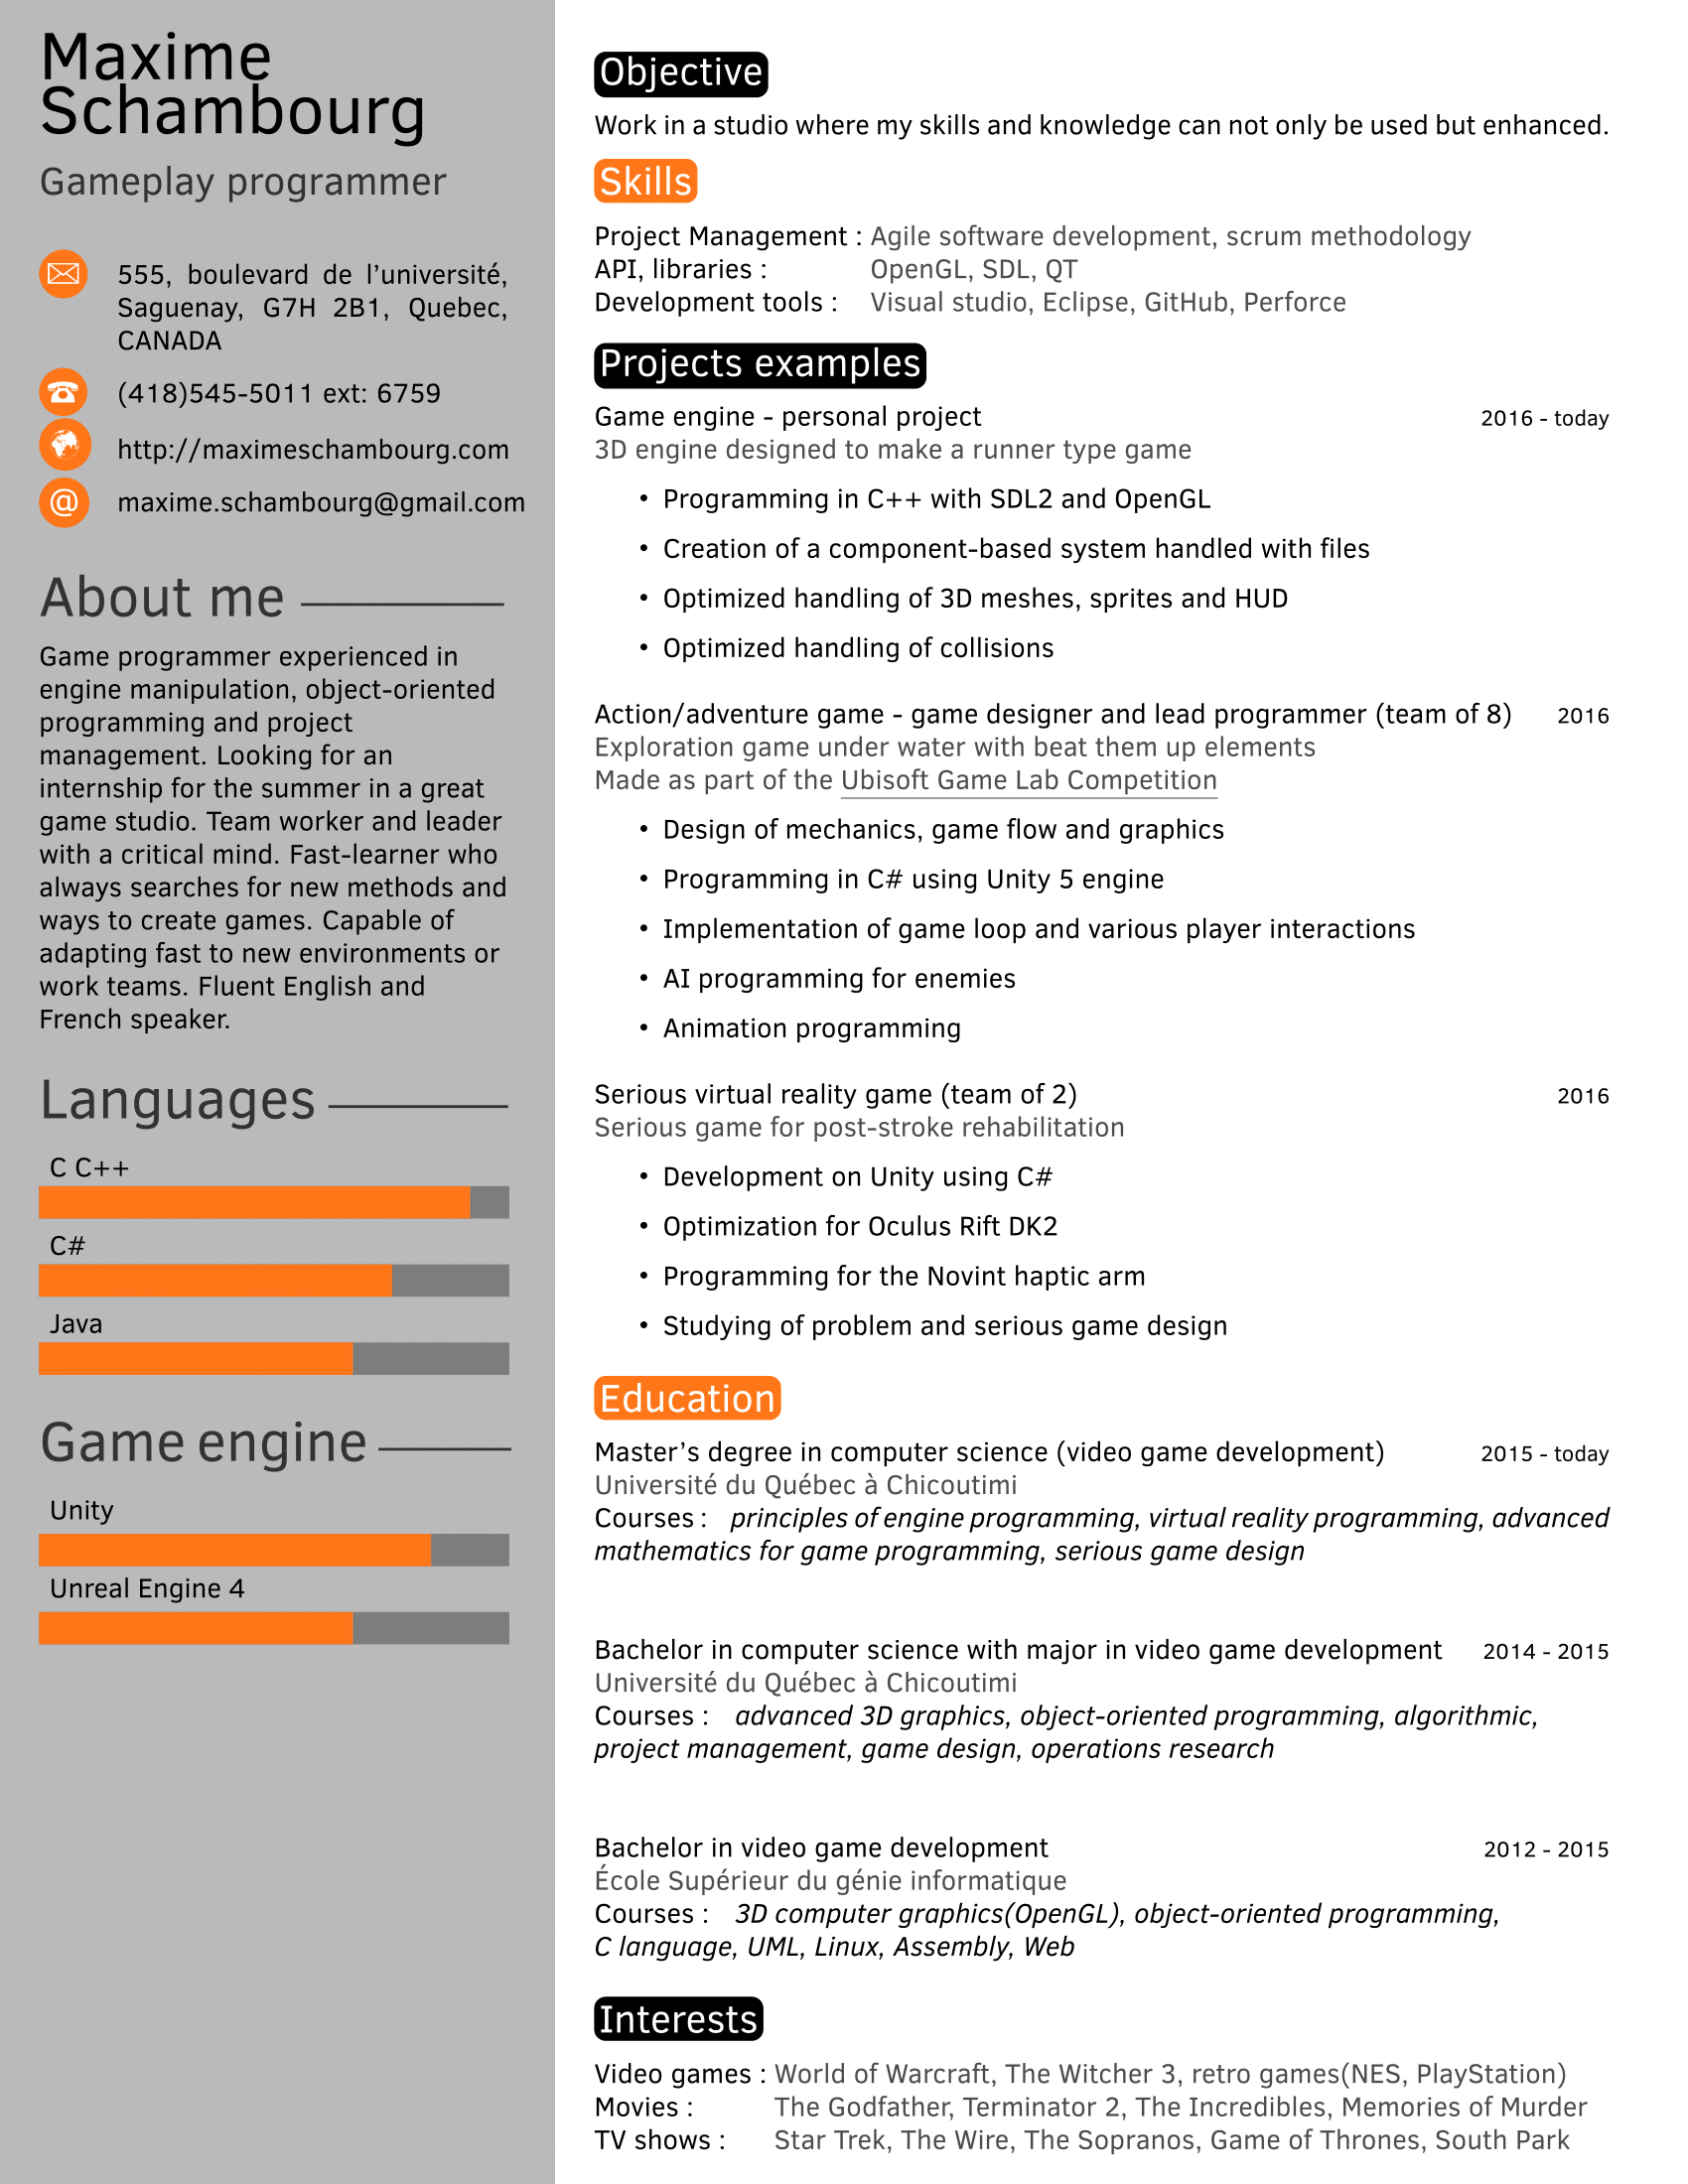 Maxime
Schambourg
Gameplay programmer
555, boulevard de l'université,
Saguenay, G7H 2B1, Quebec,
CANADA
(418)545-5011 ext: 6759
http://maximeschambourg.com
@ maxime.schambourg@gmail.com
About me
Game programmer experienced in
engine manipulation, object-oriented
programming and project
management. Looking for an
internship for the summer in a great
game studio. Team worker and leader
with a critical mind. Fast-learner who
always searches for new methods and
ways to create games. Capable of
adapting fast to new environments or
work teams. Fluent English and
French speaker.
Languages
C C++
C#
Java
Game engine
Unity
Unreal Engine 4
Objective
Work in a studio where my skills and knowledge can not only be used but enhanced.
Skills
Project Management : Agile software development, scrum methodology
API, libraries : OpenGL, SDL, QT
Development tools : Visual studio, Eclipse, GitHub, Perforce
Projects examples
Game engine - personal project 2016 - today
3D engine designed to make a runner type game
• Programming in C++ with SDL2 and OpenGL
• Creation of a component-based system handled with files
• Optimized handling of 3D meshes, sprites and HUD
• Optimized handling of collisions
Action/adventure game - game designer and lead programmer (team of 8) 2016
Exploration game under water with beat them up elements
Made as part of the Ubisoft Game Lab Competition
• Design of mechanics, game flow and graphics
• Programming in C# using Unity 5 engine
• Implementation of game loop and various player interactions
• AI programming for enemies
• Animation programming
Serious virtual reality game (team of 2) 2016
Serious game for post-stroke rehabilitation
• Development on Unity using C#
• Optimization for Oculus Rift DK2
• Programming for the Novint haptic arm
• Studying of problem and serious game design
Education
Master's degree in computer science (video game development) 2015 - today
Université du Québec à Chicoutimi
Courses : principles of engine programming, virtual reality programming, advanced
mathematics for game programming, serious game design
Bachelor in computer science with major in video game development 2014 - 2015
Université du Québec à Chicoutimi
Courses : advanced 3D graphics, object-oriented programming, algorithmic,
project management, game design, operations research
Bachelor in video game development 2012 - 2015
École Supérieur du génie informatique
Courses : 3D computer graphics(OpenGL), object-oriented programming,
C language, UML, Linux, Assembly, Web
Interests
Video games : World of Warcraft, The Witcher 3, retro games(NES, PlayStation)
Movies : The Godfather, Terminator 2, The Incredibles, Memories of Murder
TV shows : Star Trek, The Wire, The Sopranos, Game of Thrones, South Park